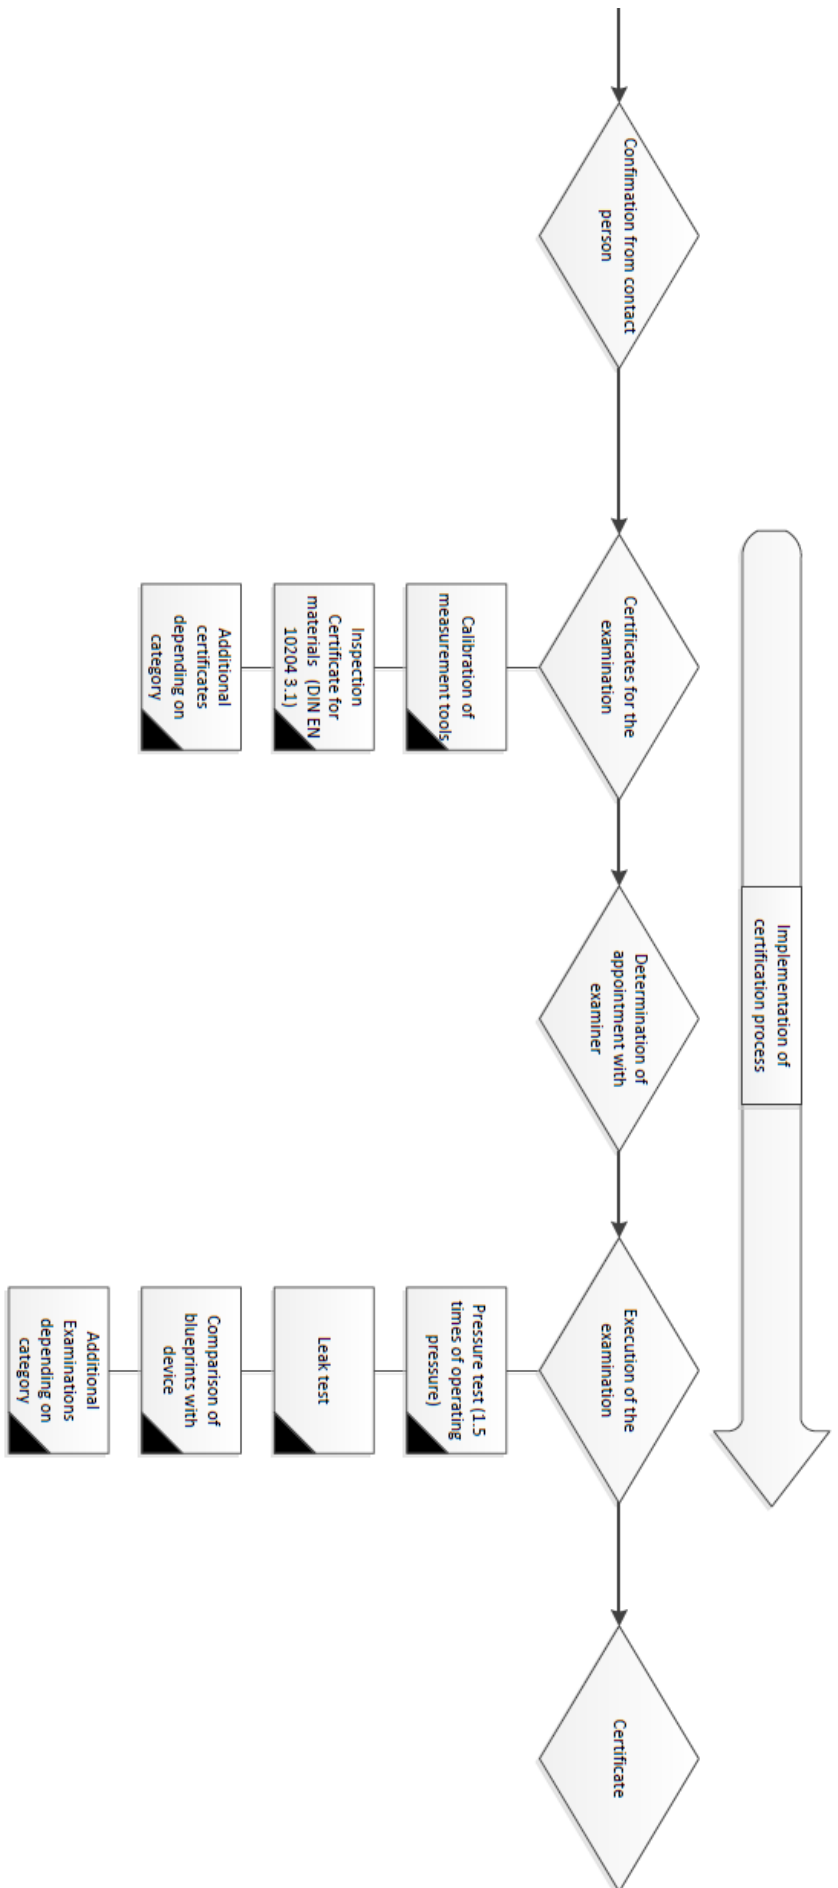 Implementation of
certification process
Confimation from contact
person
Certificates for the
examination
Determination of
appointment with
examiner
Execution of the
examination
Certificate
Calibration of
measurement tools
Inspection
Certificate for
materials (DIN EN
10204 3.1)
Additional
certificates
depending on
category
Pressure test (1.5
times of operating
pressure)
Leak test
Comparison of
blueprints with
device
Additional
Examinations
depending on
category